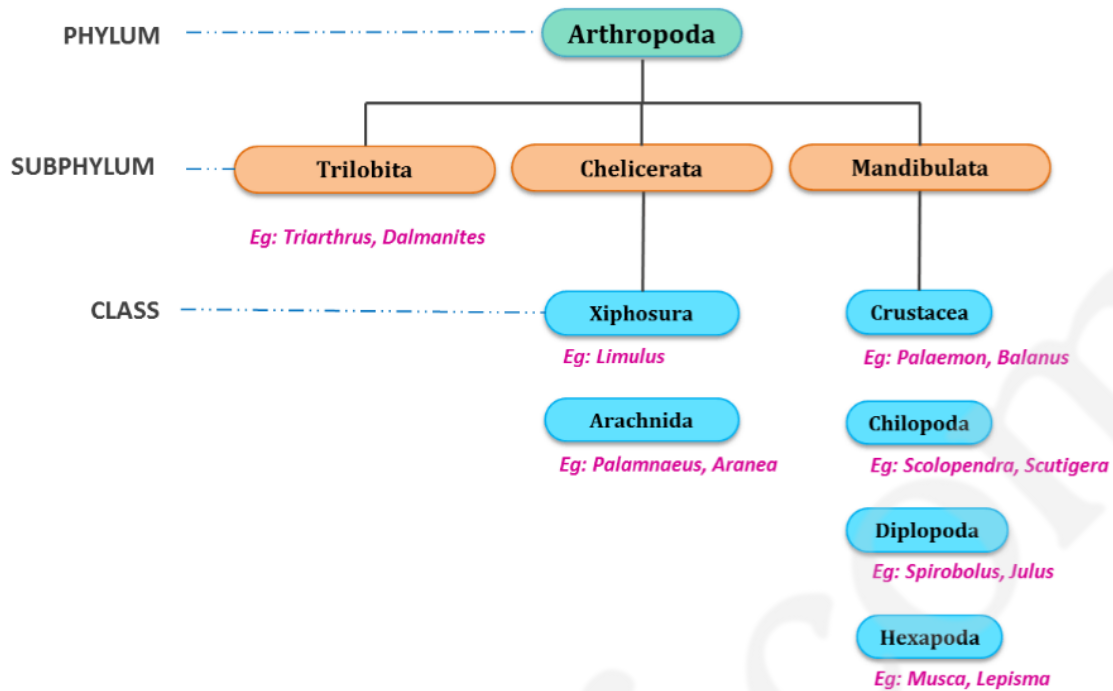 PHYLUM
Arthropoda
SUBPHYLUM
Trilobita
Chelicerata
Mandibulata
Eg: Triarthrus, Dalmanites
CLASS
Xiphosura
Crustacea
Eg: Limulus
Eg: Palaemon, Balanus
Arachnida
Chilopoda
Eg: Palamnaeus, Aranea
Eg: Scolopendra, Scutigera
Diplopoda
Eg: Spirobolus, Julus
Hexapoda
Eg: Musca, Lepisma